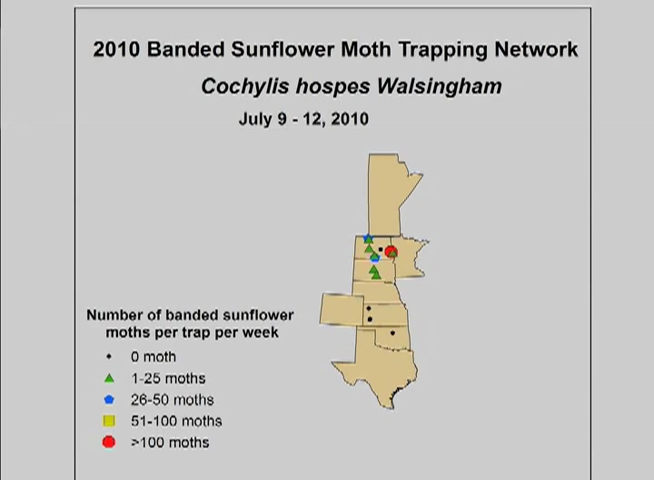 2010 Banded Sunflower Moth Trapping Network
Cochylis hospes Walsingham
July 9 - 12, 2010
Number of banded sunflower
moths per trap per week
0 moth
1-25 moths
26-50 moths
51-100 moths
>100 moths